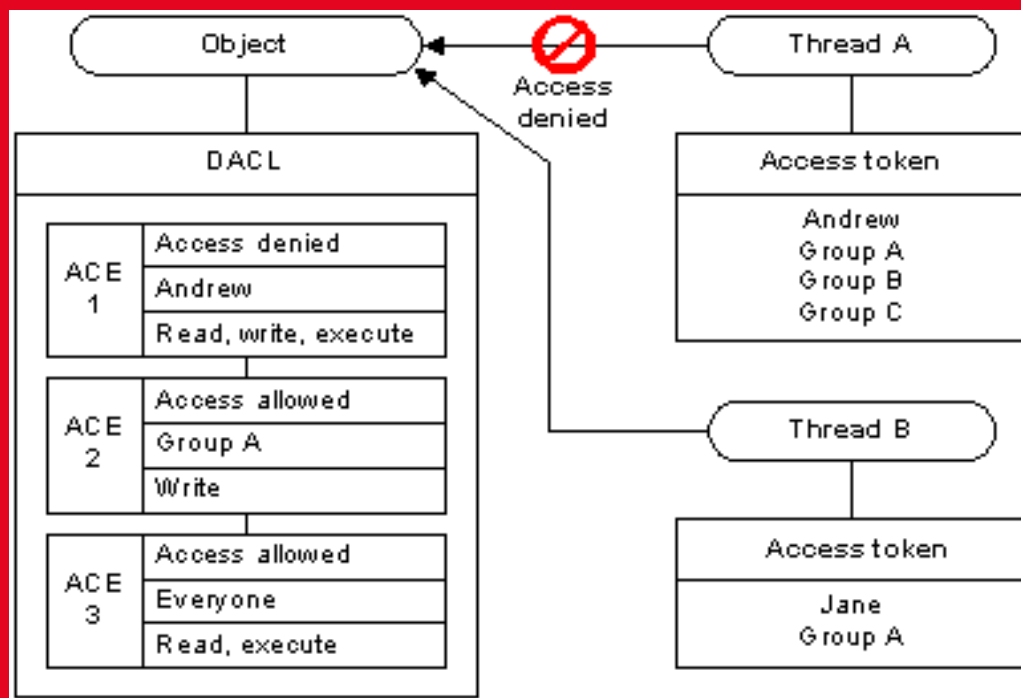 Object
Thread A
Access
denied
DACL
ACE
1
Access denied
Andrew
Read, write, execute
ACE
2
Access allowed
Group A
Write
ACE
3
Access allowed
Everyone
Read, execute
Access token
Andrew
Group A
Group B
Group C
Thread B
Access token
Jane
Group A